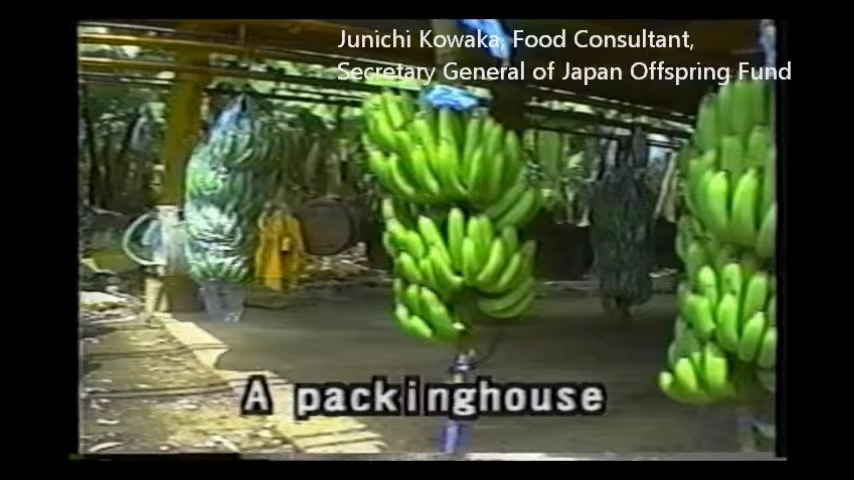 Junichi Kowaka, Food Consultant,
Secretary General of Japan Offspring Fund
A packinghouse